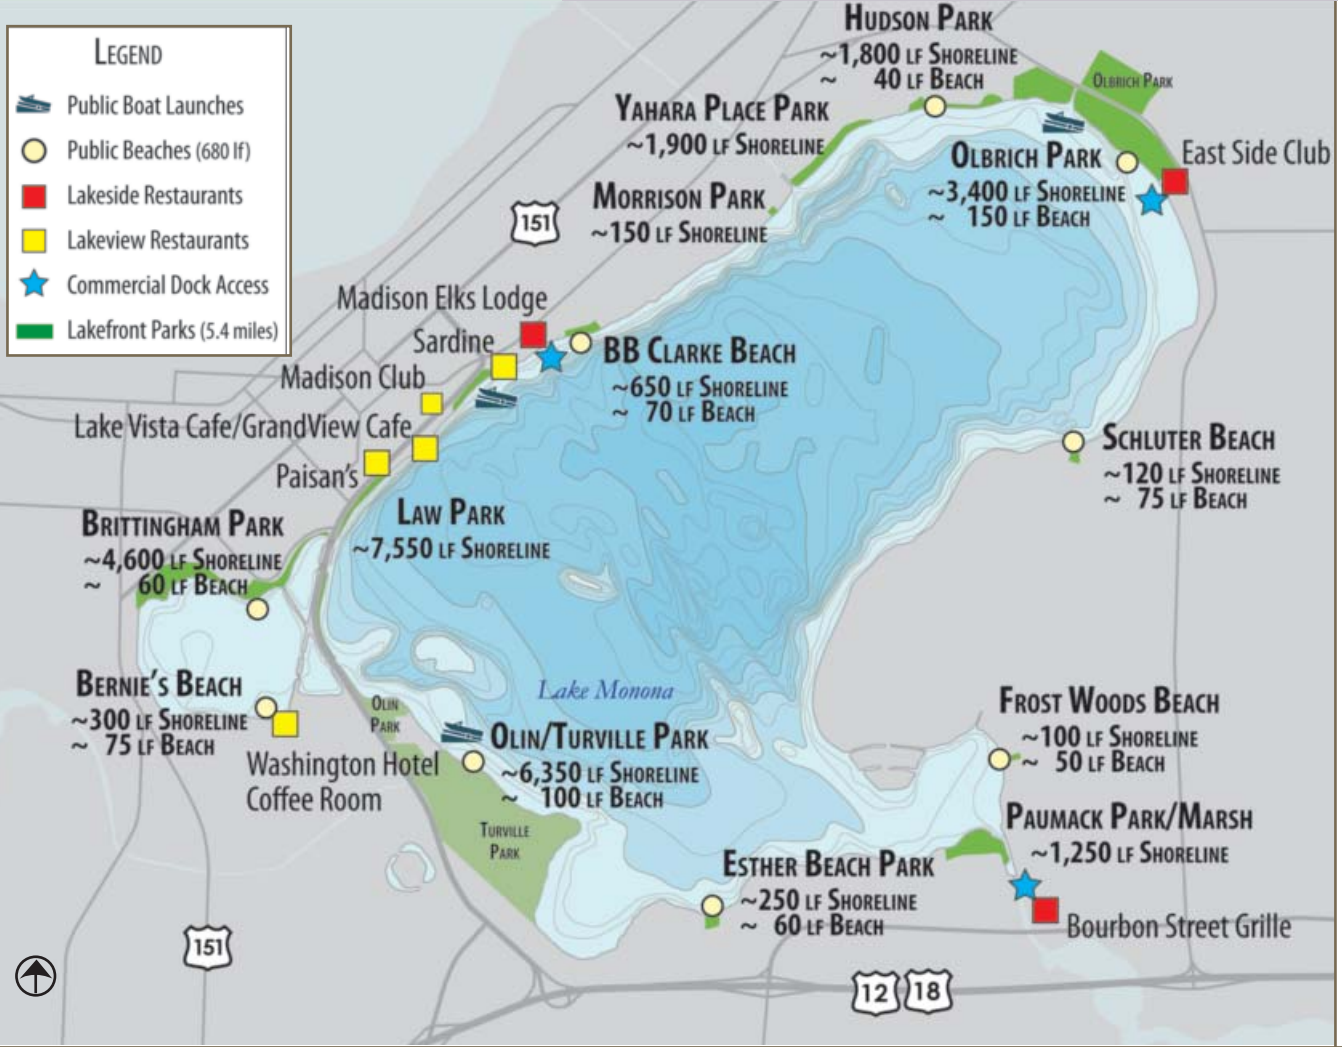 LEGEND
Public Boat Launches
Public Beaches (680 lf)
Lakeside Restaurants
Lakeview Restaurants
Commercial Dock Access
Lakefront Parks (5.4 miles)
HUDSON PARK
~1,800 LF SHORELINE
~ 40 LF BEACH
OLBRICH PARK
YAHARA PLACE PARK
~1,900 LF SHORELINE
OLBRICH PARK
~3,400 LF SHORELINE
~ 150 LF BEACH
East Side Club
MORRISON PARK
~150 LF SHORELINE
151
Madison Elks Lodge
Sardine
BB CLARKE BEACH
~650 LF SHORELINE
~ 70 LF BEACH
Madison Club
Lake Vista Cafe/GrandView Cafe
Paisan's
SCHLUTER BEACH
~120 LF SHORELINE
~ 75 LF BEACH
LAW PARK
~7,550 LF SHORELINE
BRITTINGHAM PARK
~4,600 LF SHORELINE
~ 60 LF BEACH
BERNIE'S BEACH
~300 LF SHORELINE
~ 75 LF BEACH
Washington Hotel
Coffee Room
OLIN
PARK
Lake Monona
OLIN/TURVILLE PARK
~6,350 LF SHORELINE
~ 100 LF BEACH
TURVILLE
PARK
FROST WOODS BEACH
~100 LF SHORELINE
~ 50 LF BEACH
PAUMACK PARK/MARSH
~1,250 LF SHORELINE
ESTHER BEACH PARK
~250 LF SHORELINE
~ 60 LF BEACH
Bourbon Street Grille
151
12
18